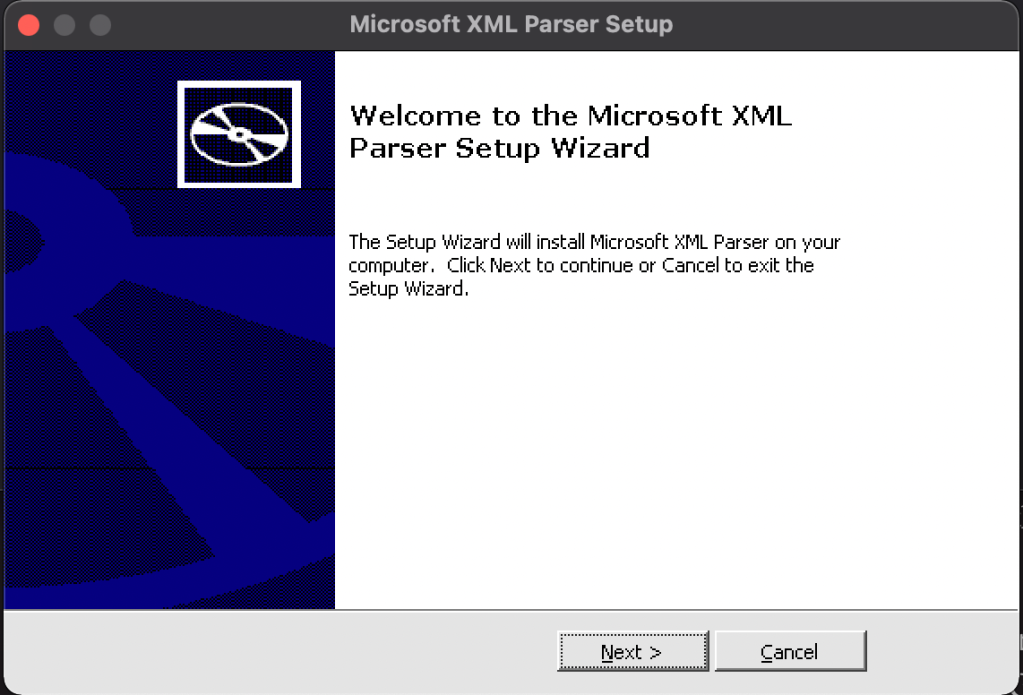 Microsoft XML Parser Setup
Welcome to the Microsoft XML
Parser Setup Wizard
The Setup Wizard will install Microsoft XML Parser on your
computer.  Click Next to continue or Cancel to exit the
Setup Wizard.
Next >
Cancel